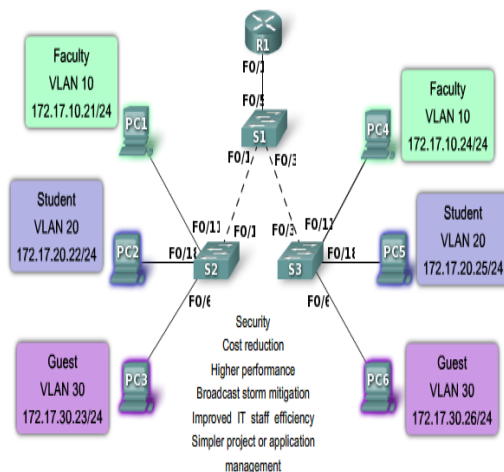 R1
F0/1
F0/5
S1
F0/1
F0/3
Faculty
VLAN 10
172.17.10.21/24
PC1
Faculty
VLAN 10
172.17.10.24/24
PC4
Student
VLAN 20
172.17.20.22/24
PC2
Student
VLAN 20
172.17.20.25/24
PC5
F0/11
F0/1
F0/18
S2
F0/6
F0/3
F0/11
F0/18
S3
F0/6
Guest
VLAN 30
172.17.30.23/24
PC3
Guest
VLAN 30
172.17.30.26/24
PC6
Security
Cost reduction
Higher performance
Broadcast storm mitigation
Improved IT staff efficiency
Simpler project or application
management